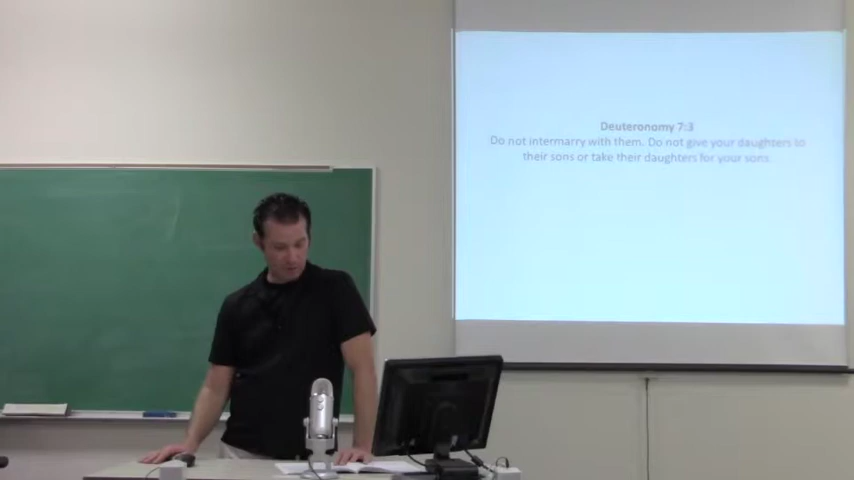 Deuteronomy 7:3
Do not intermarry with them. Do not give your daughters to
their sons or take their daughters for your sons.